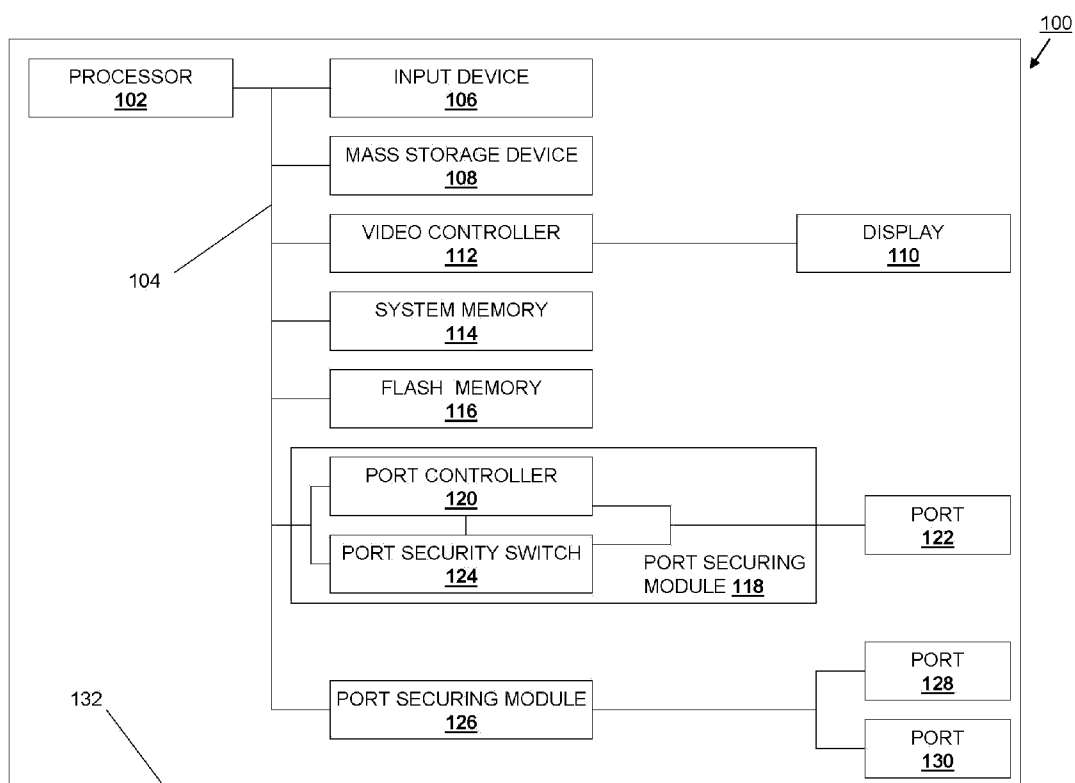 100
PROCESSOR
102
INPUT DEVICE
106
MASS STORAGE DEVICE
108
VIDEO CONTROLLER
112
DISPLAY
110
104
SYSTEM MEMORY
114
FLASH MEMORY
116
PORT CONTROLLER
120
PORT SECURITY SWITCH
124
PORT SECURING
MODULE 118
PORT
122
132
PORT SECURING MODULE
126
PORT
128
PORT
130